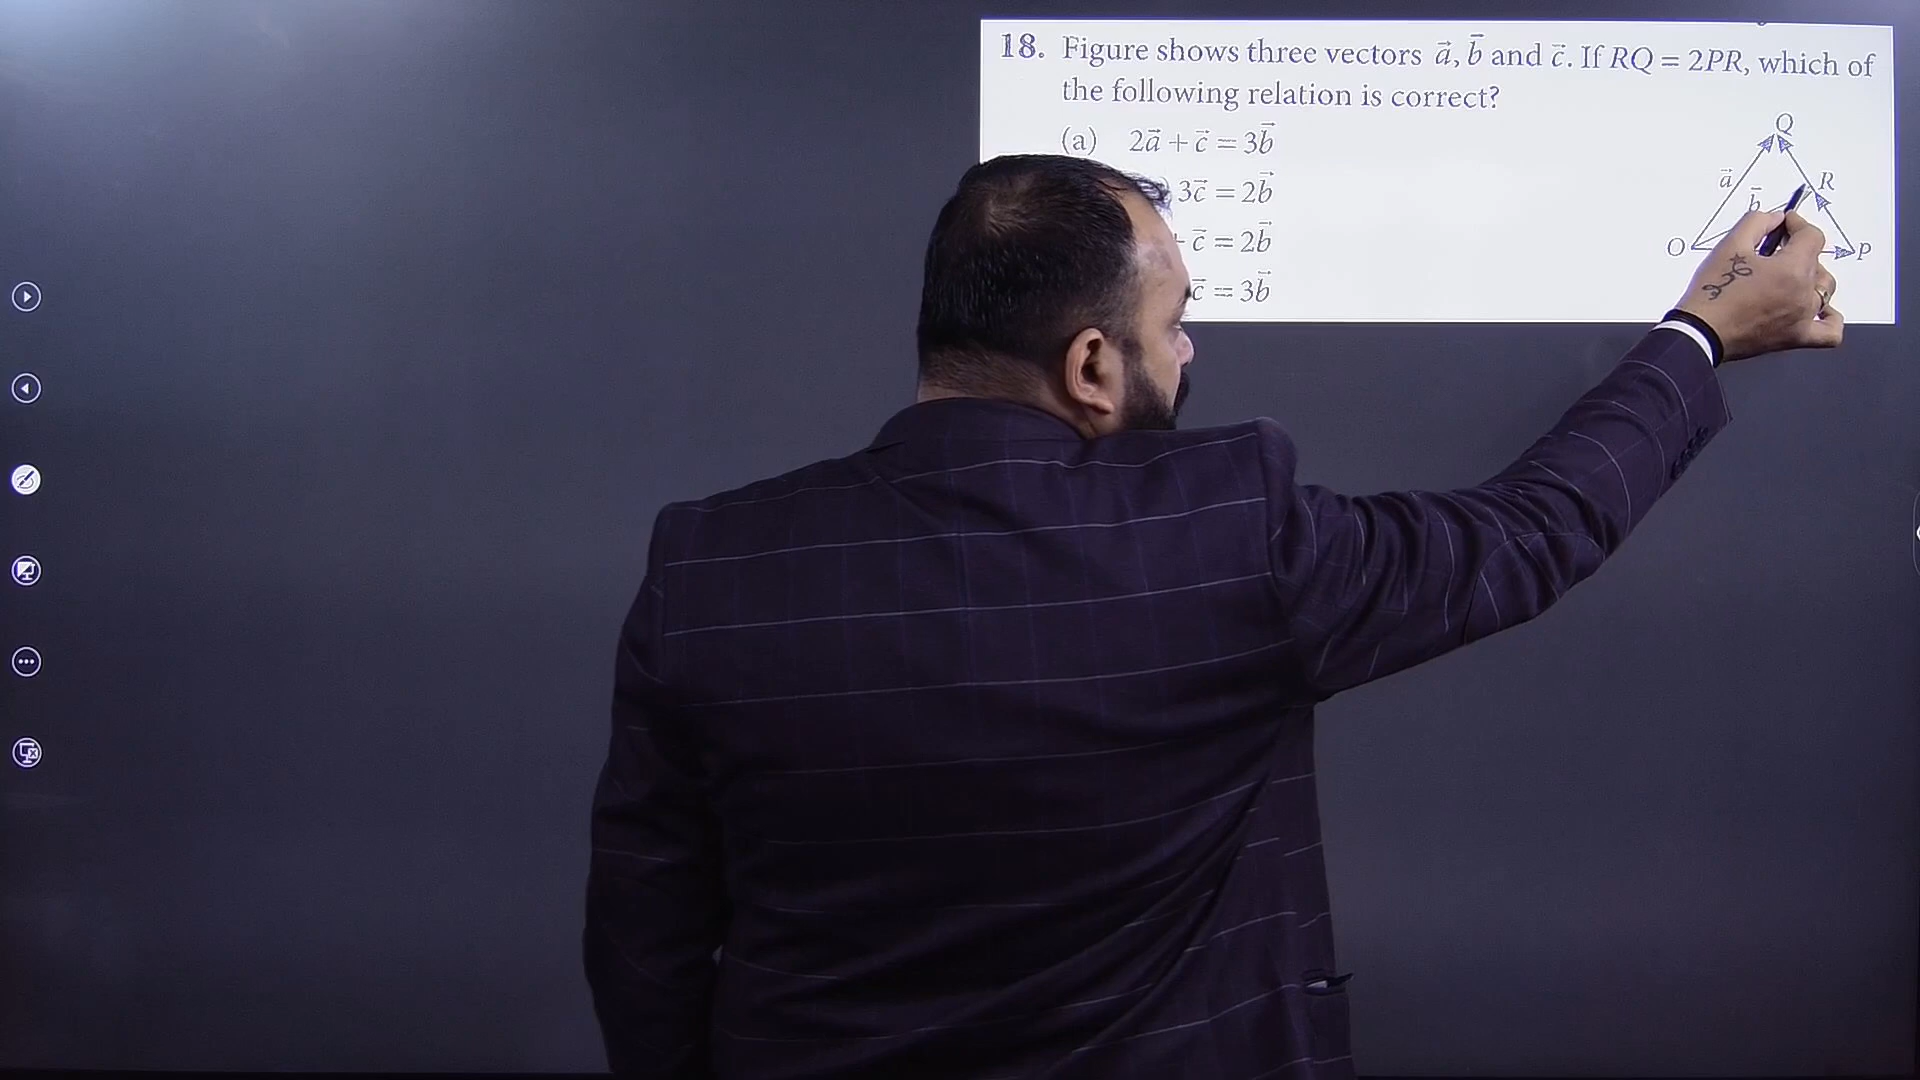 18. Figure shows three vectors a⃗, b⃗ and c⃗. If RQ = 2PR, which of
the following relation is correct?
(a) 2a⃗ + c⃗ = 3b⃗
3c⃗ = 2b⃗
+ c⃗ = 2b⃗
c⃗ = 3b⃗
Q
a⃗
R
b⃗
O
P